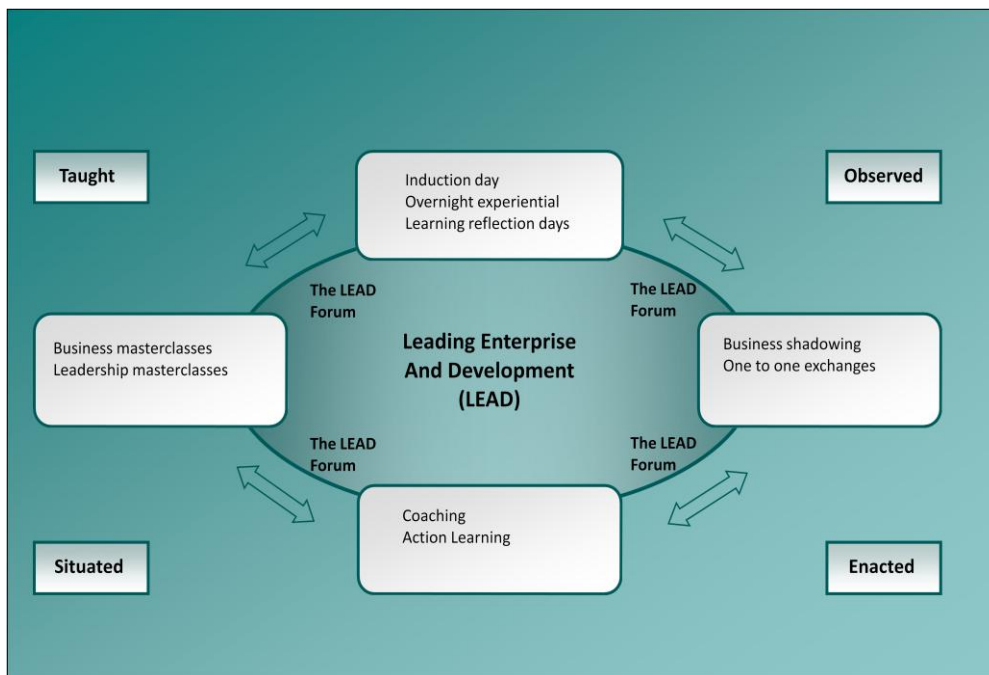 Taught
Induction day
Overnight experiential
Learning reflection days
Observed
The LEAD
Forum
The LEAD
Forum
Business masterclasses
Leadership masterclasses
Leading Enterprise
And Development
(LEAD)
Business shadowing
One to one exchanges
The LEAD
Forum
The LEAD
Forum
Coaching
Action Learning
Situated
Enacted